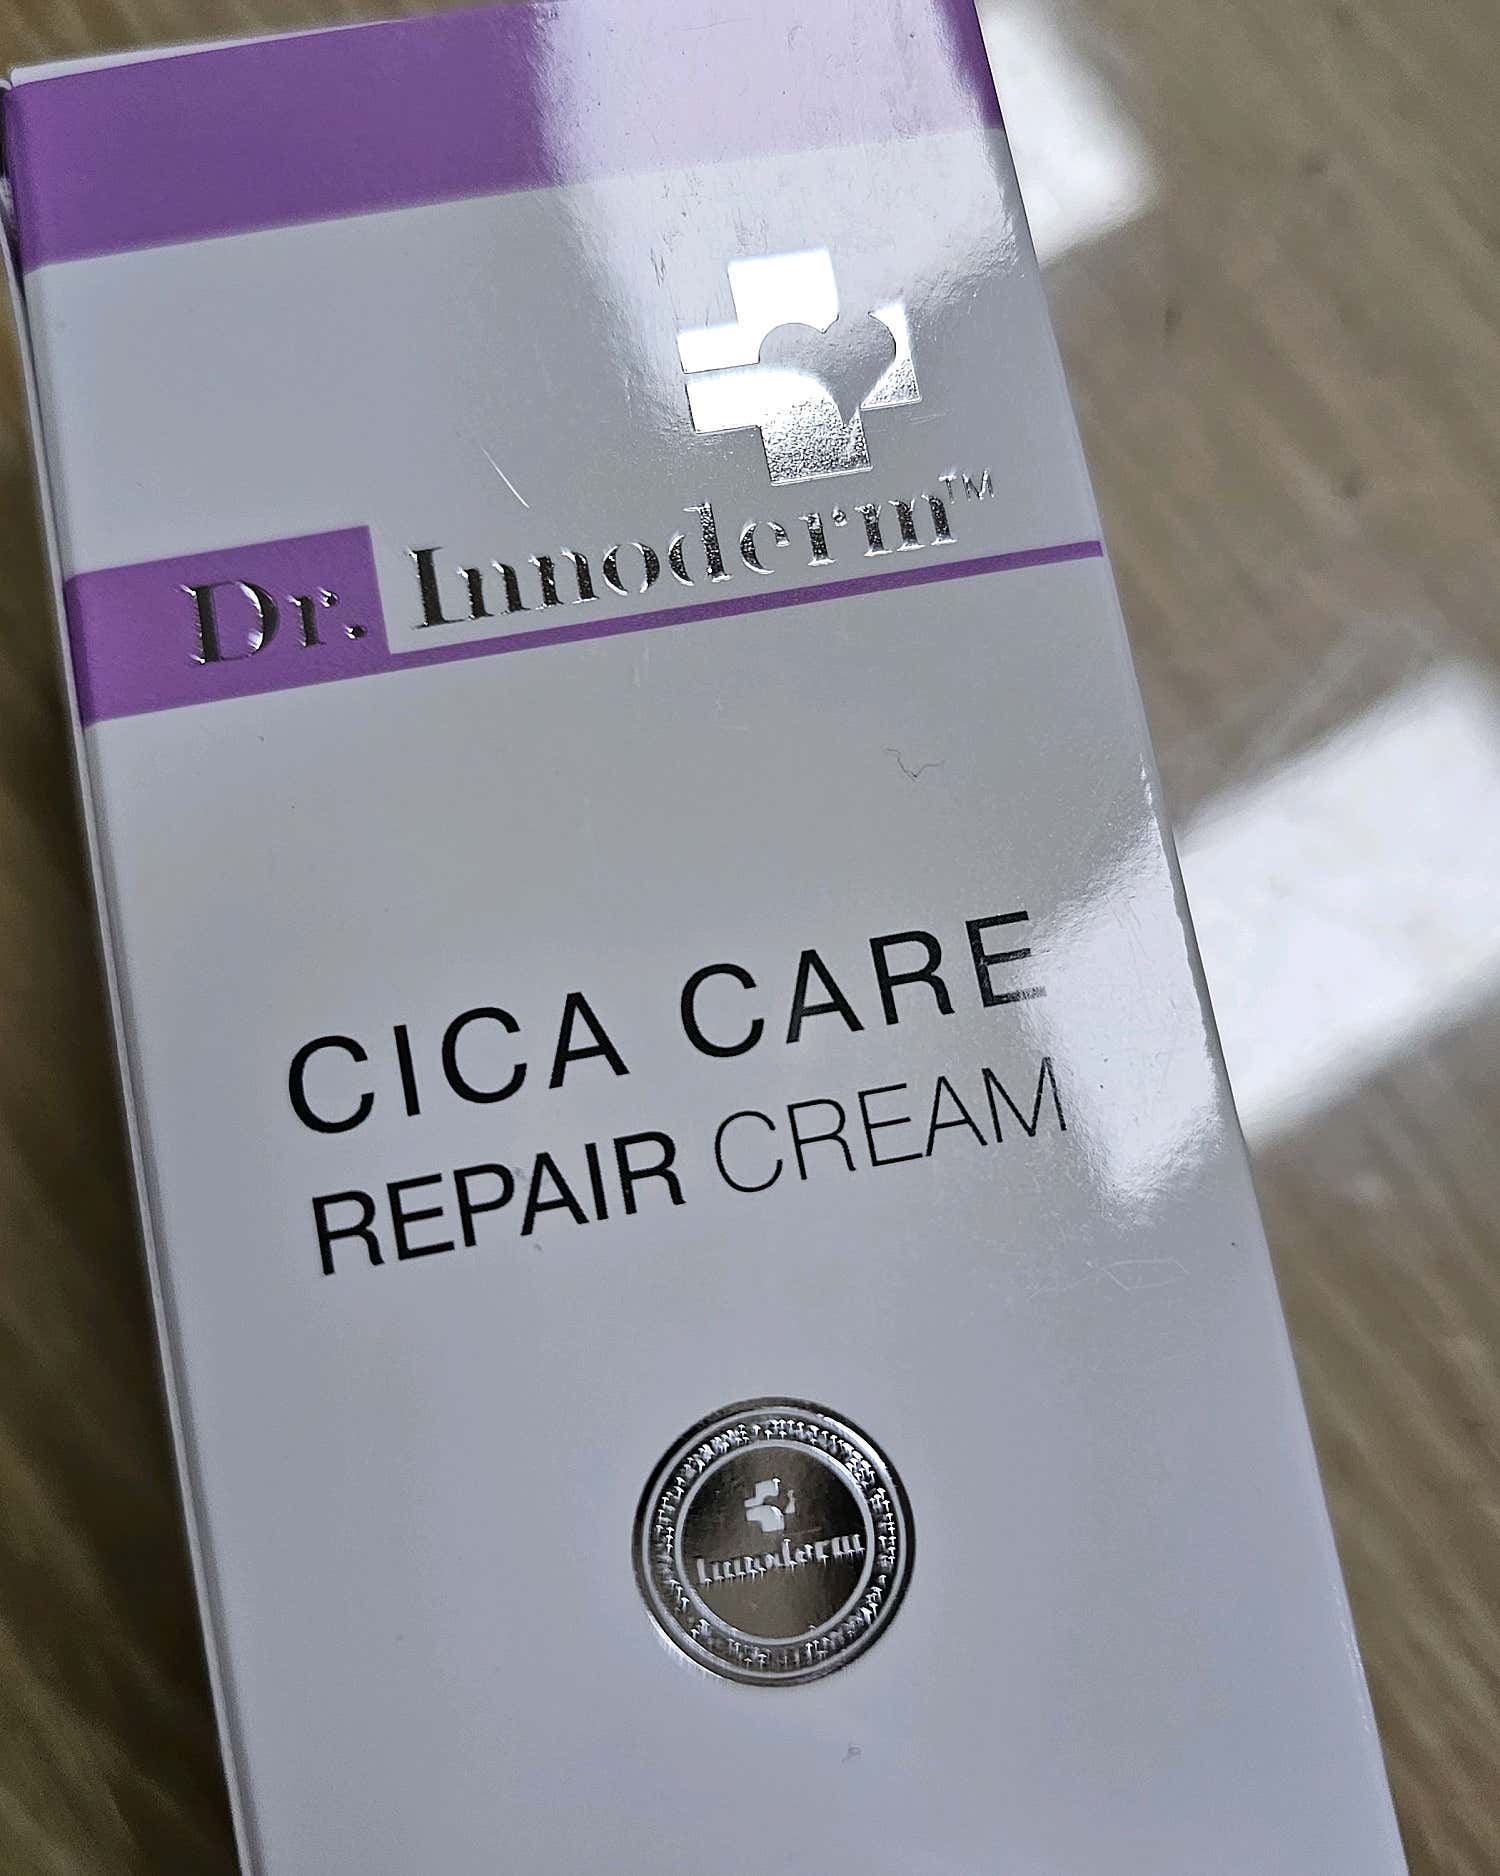 Dr. Innoderm™
CICA CARE
REPAIR CREAM
Innoderm